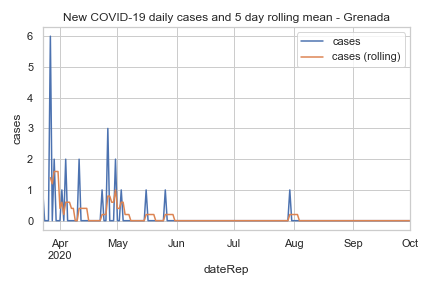 New COVID-19 daily cases and 5 day rolling mean - Grenada
cases
cases (rolling)
6
5
4
3
2
1
0
cases
Apr
2020
May
Jun
Jul
Aug
Sep
Oct
dateRep